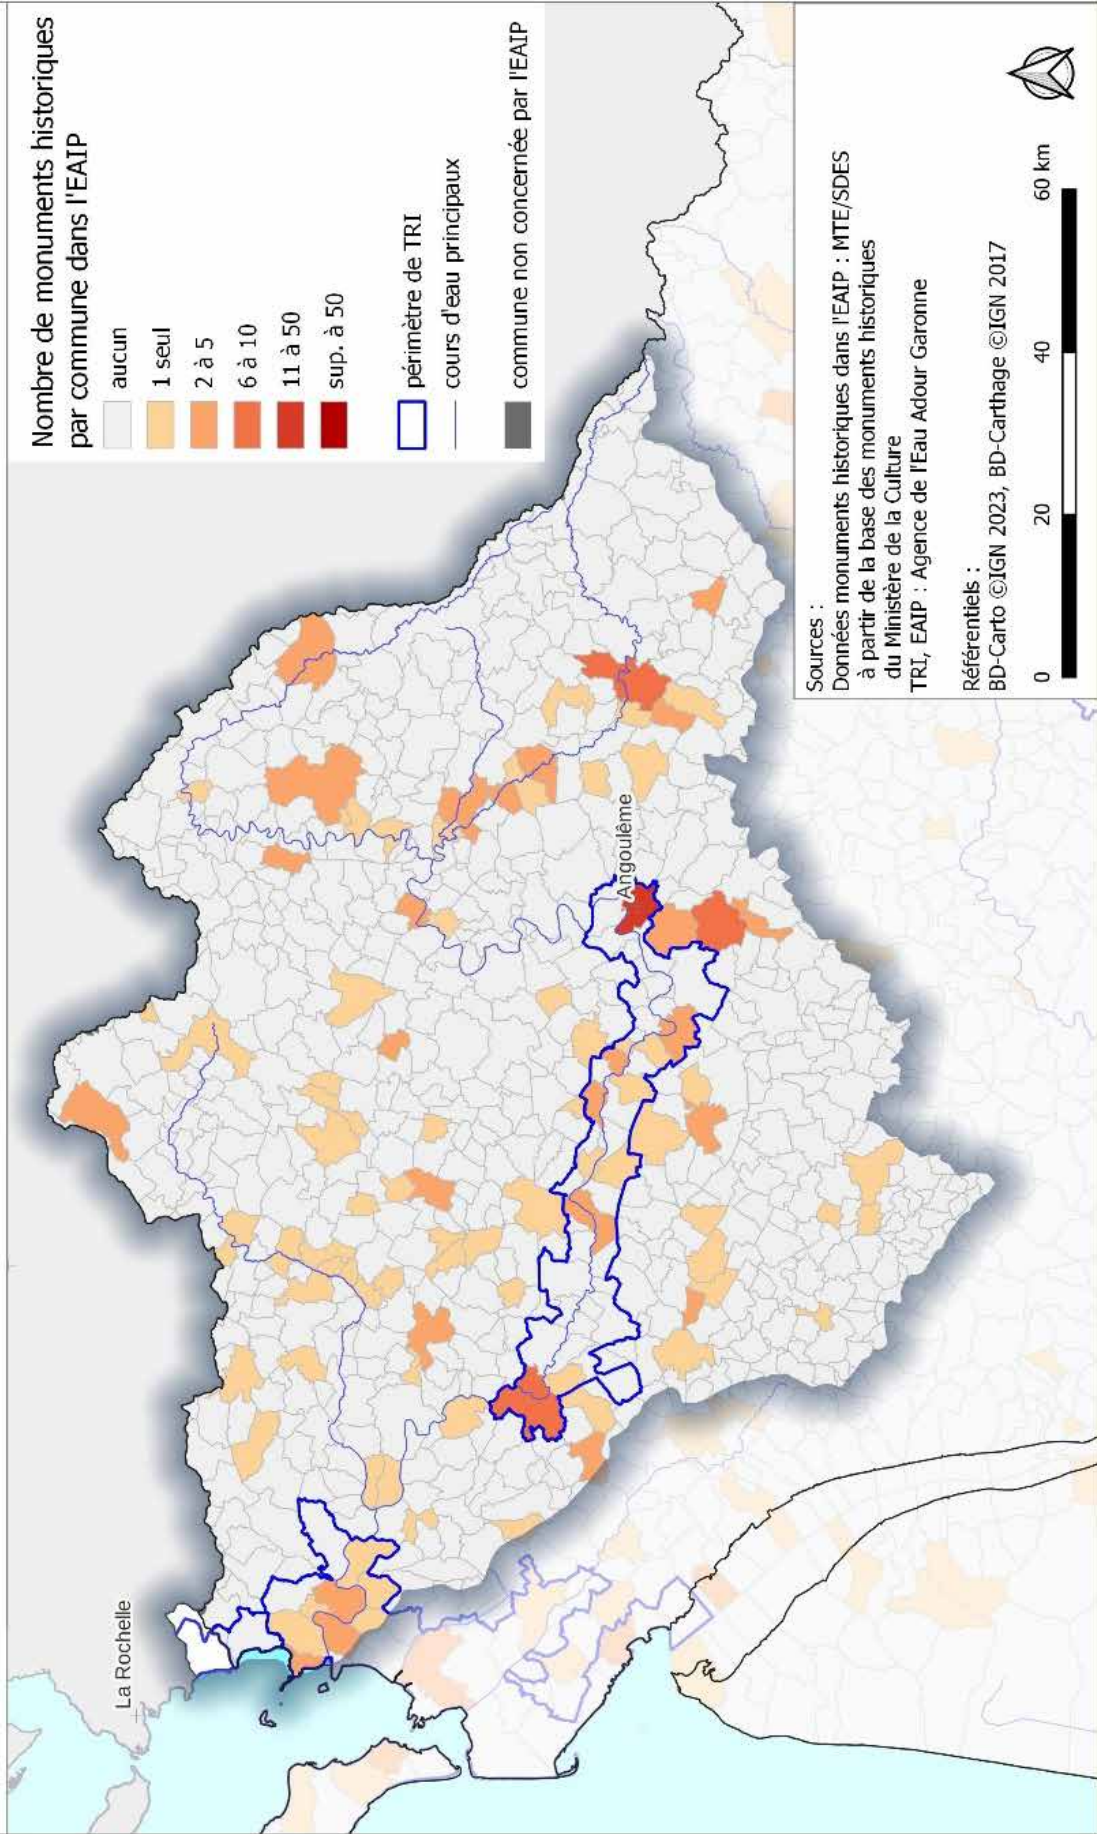 Nombre de monuments historiques
par commune dans l'EAIP
aucun
1 seul
2 à 5
6 à 10
11 à 50
sup. à 50
périmètre de TRI
cours d'eau principaux
commune non concernée par l'EAIP
La Rochelle
Angoulême
Sources :
Données monuments historiques dans l'EAIP : MTE/SDES
à partir de la base des monuments historiques
du Ministère de la Culture
TRI, EAIP : Agence de l'Eau Adour Garonne
Référentiels :
BD-Carto ©IGN 2023, BD-Carthage ©IGN 2017
0 20 40 60 km